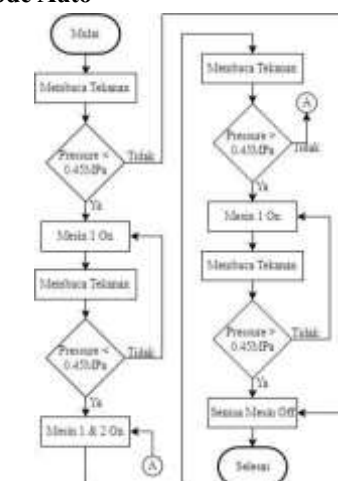 ode Auto
Mulai
Membaca Tekanan
Pressure <
0.45MPa
Tidak
Ya
Mesin 1 On
Membaca Tekanan
Pressure <
0.45MPa
Tidak
Ya
Mesin 1 & 2 On
A
Membaca Tekanan
Pressure >
0.45MPa
A
Tidak
Ya
Mesin 1 On
Membaca Tekanan
Pressure >
0.45MPa
Tidak
Ya
Semua Mesin Off
Selesai